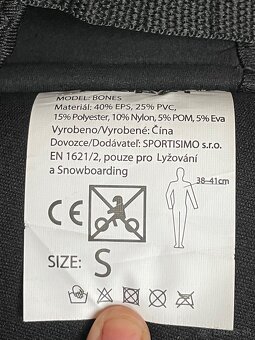 MODEL: BONES
Materiál: 40% EPS, 25% PVC,
15% Polyester, 10% Nylon, 5% POM, 5% Eva
Vyrobeno/Vyrobené: Čína
Dovozce/Dodávateľ: SPORTISIMO s.r.o.
EN 1621/2, pouze pro Lyžování
a Snowboarding
38-41cm
CE
SIZE: S